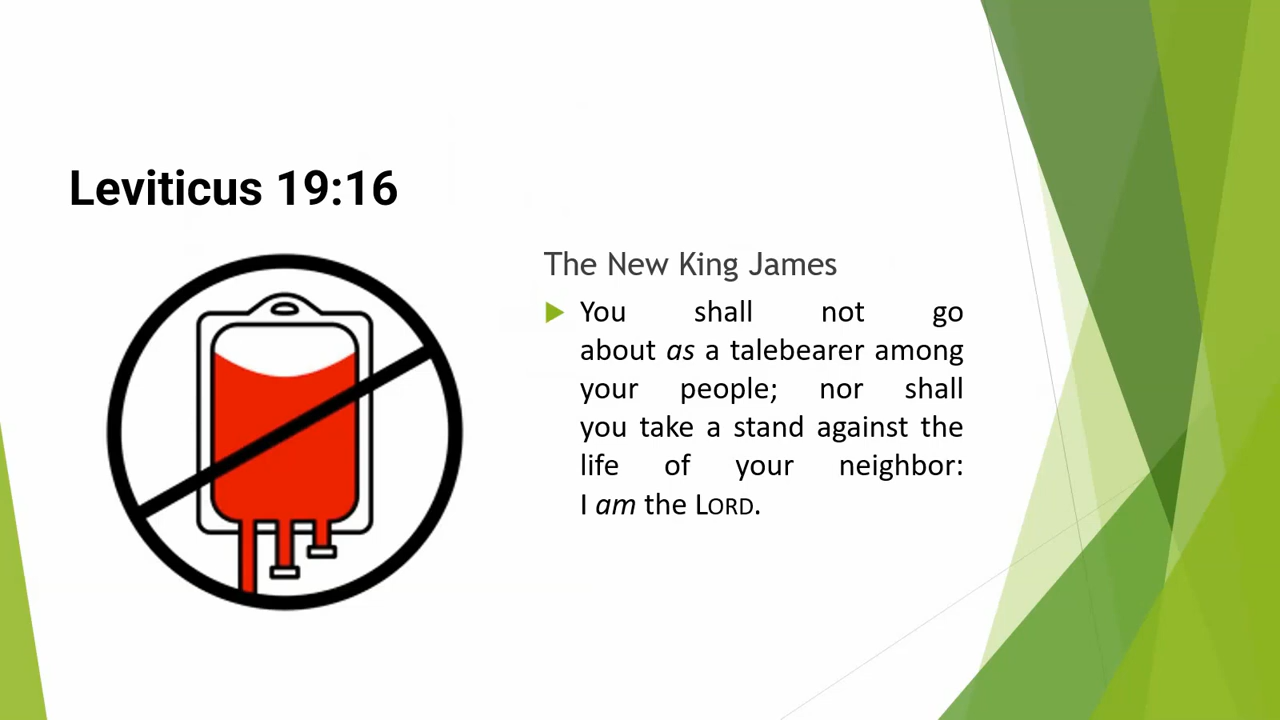 Leviticus 19:16
The New King James
You shall not go
about as a talebearer among
your people; nor shall
you take a stand against the
life of your neighbor:
I am the LORD.